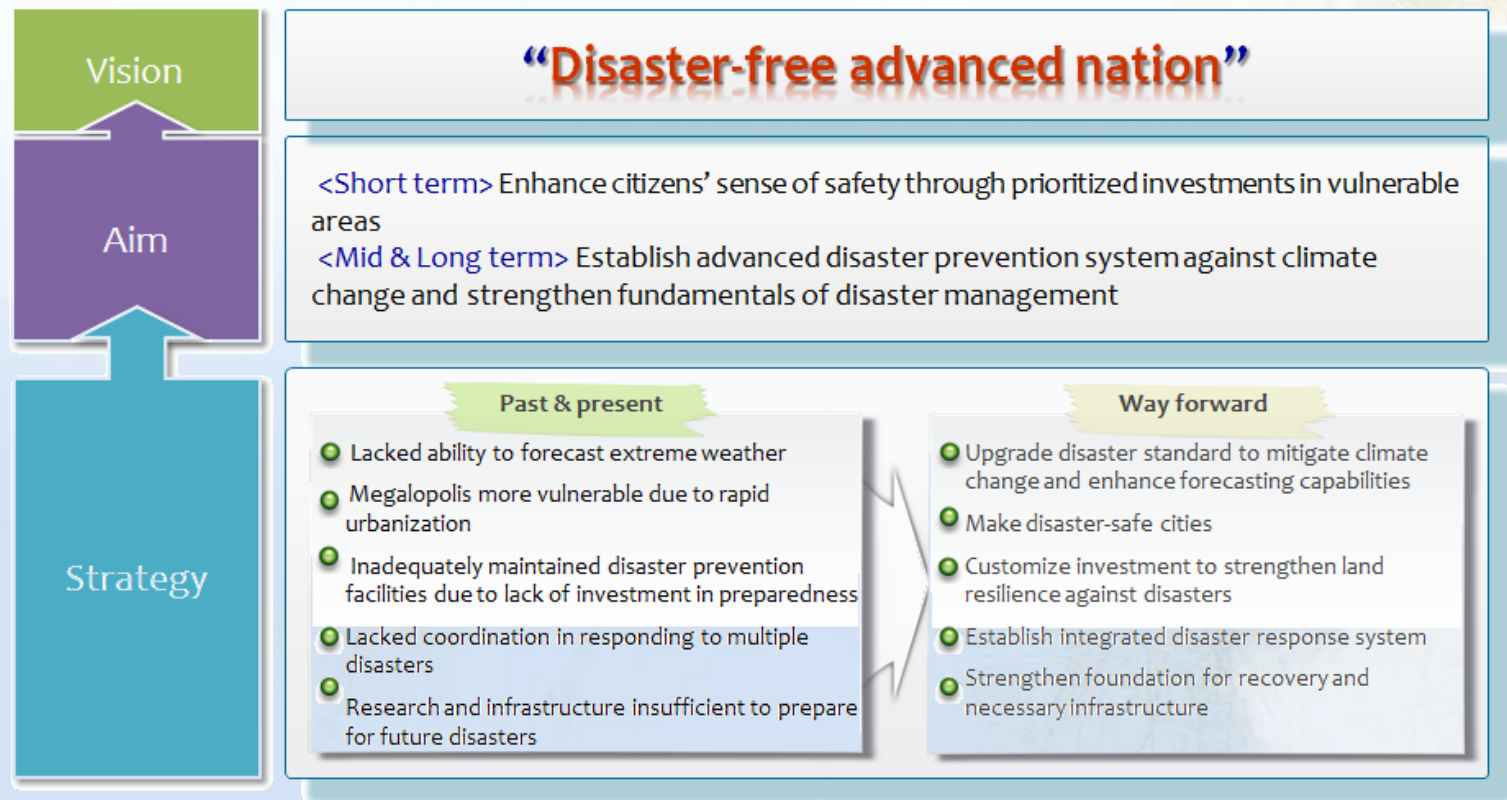 Vision
“Disaster-free advanced nation”
Aim
<Short term> Enhance citizens’ sense of safety through prioritized investments in vulnerable
areas
<Mid & Long term> Establish advanced disaster prevention system against climate
change and strengthen fundamentals of disaster management
Strategy
Past & present
Lacked ability to forecast extreme weather
Megalopolis more vulnerable due to rapid
urbanization
Inadequately maintained disaster prevention
facilities due to lack of investment in preparedness
Lacked coordination in responding to multiple
disasters
Research and infrastructure insufficient to prepare
for future disasters
Way forward
Upgrade disaster standard to mitigate climate
change and enhance forecasting capabilities
Make disaster-safe cities
Customize investment to strengthen land
resilience against disasters
Establish integrated disaster response system
Strengthen foundation for recovery and
necessary infrastructure